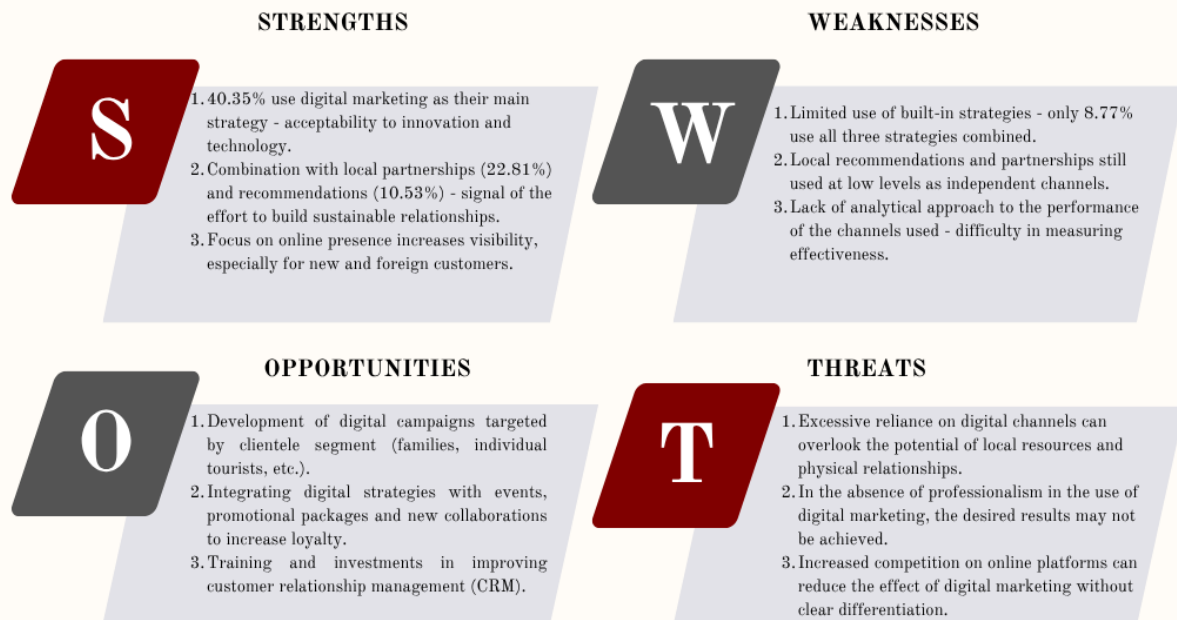 STRENGTHS
S
1. 40.35% use digital marketing as their main
strategy - acceptability to innovation and
technology.
2. Combination with local partnerships (22.81%)
and recommendations (10.53%) - signal of the
effort to build sustainable relationships.
3. Focus on online presence increases visibility,
especially for new and foreign customers.
WEAKNESSES
W
1. Limited use of built-in strategies - only 8.77%
use all three strategies combined.
2. Local recommendations and partnerships still
used at low levels as independent channels.
3. Lack of analytical approach to the performance
of the channels used - difficulty in measuring
effectiveness.
OPPORTUNITIES
O
1. Development of digital campaigns targeted
by clientele segment (families, individual
tourists, etc.).
2. Integrating digital strategies with events,
promotional packages and new collaborations
to increase loyalty.
3. Training and investments in improving
customer relationship management (CRM).
THREATS
T
1. Excessive reliance on digital channels can
overlook the potential of local resources and
physical relationships.
2. In the absence of professionalism in the use of
digital marketing, the desired results may not
be achieved.
3. Increased competition on online platforms can
reduce the effect of digital marketing without
clear differentiation.